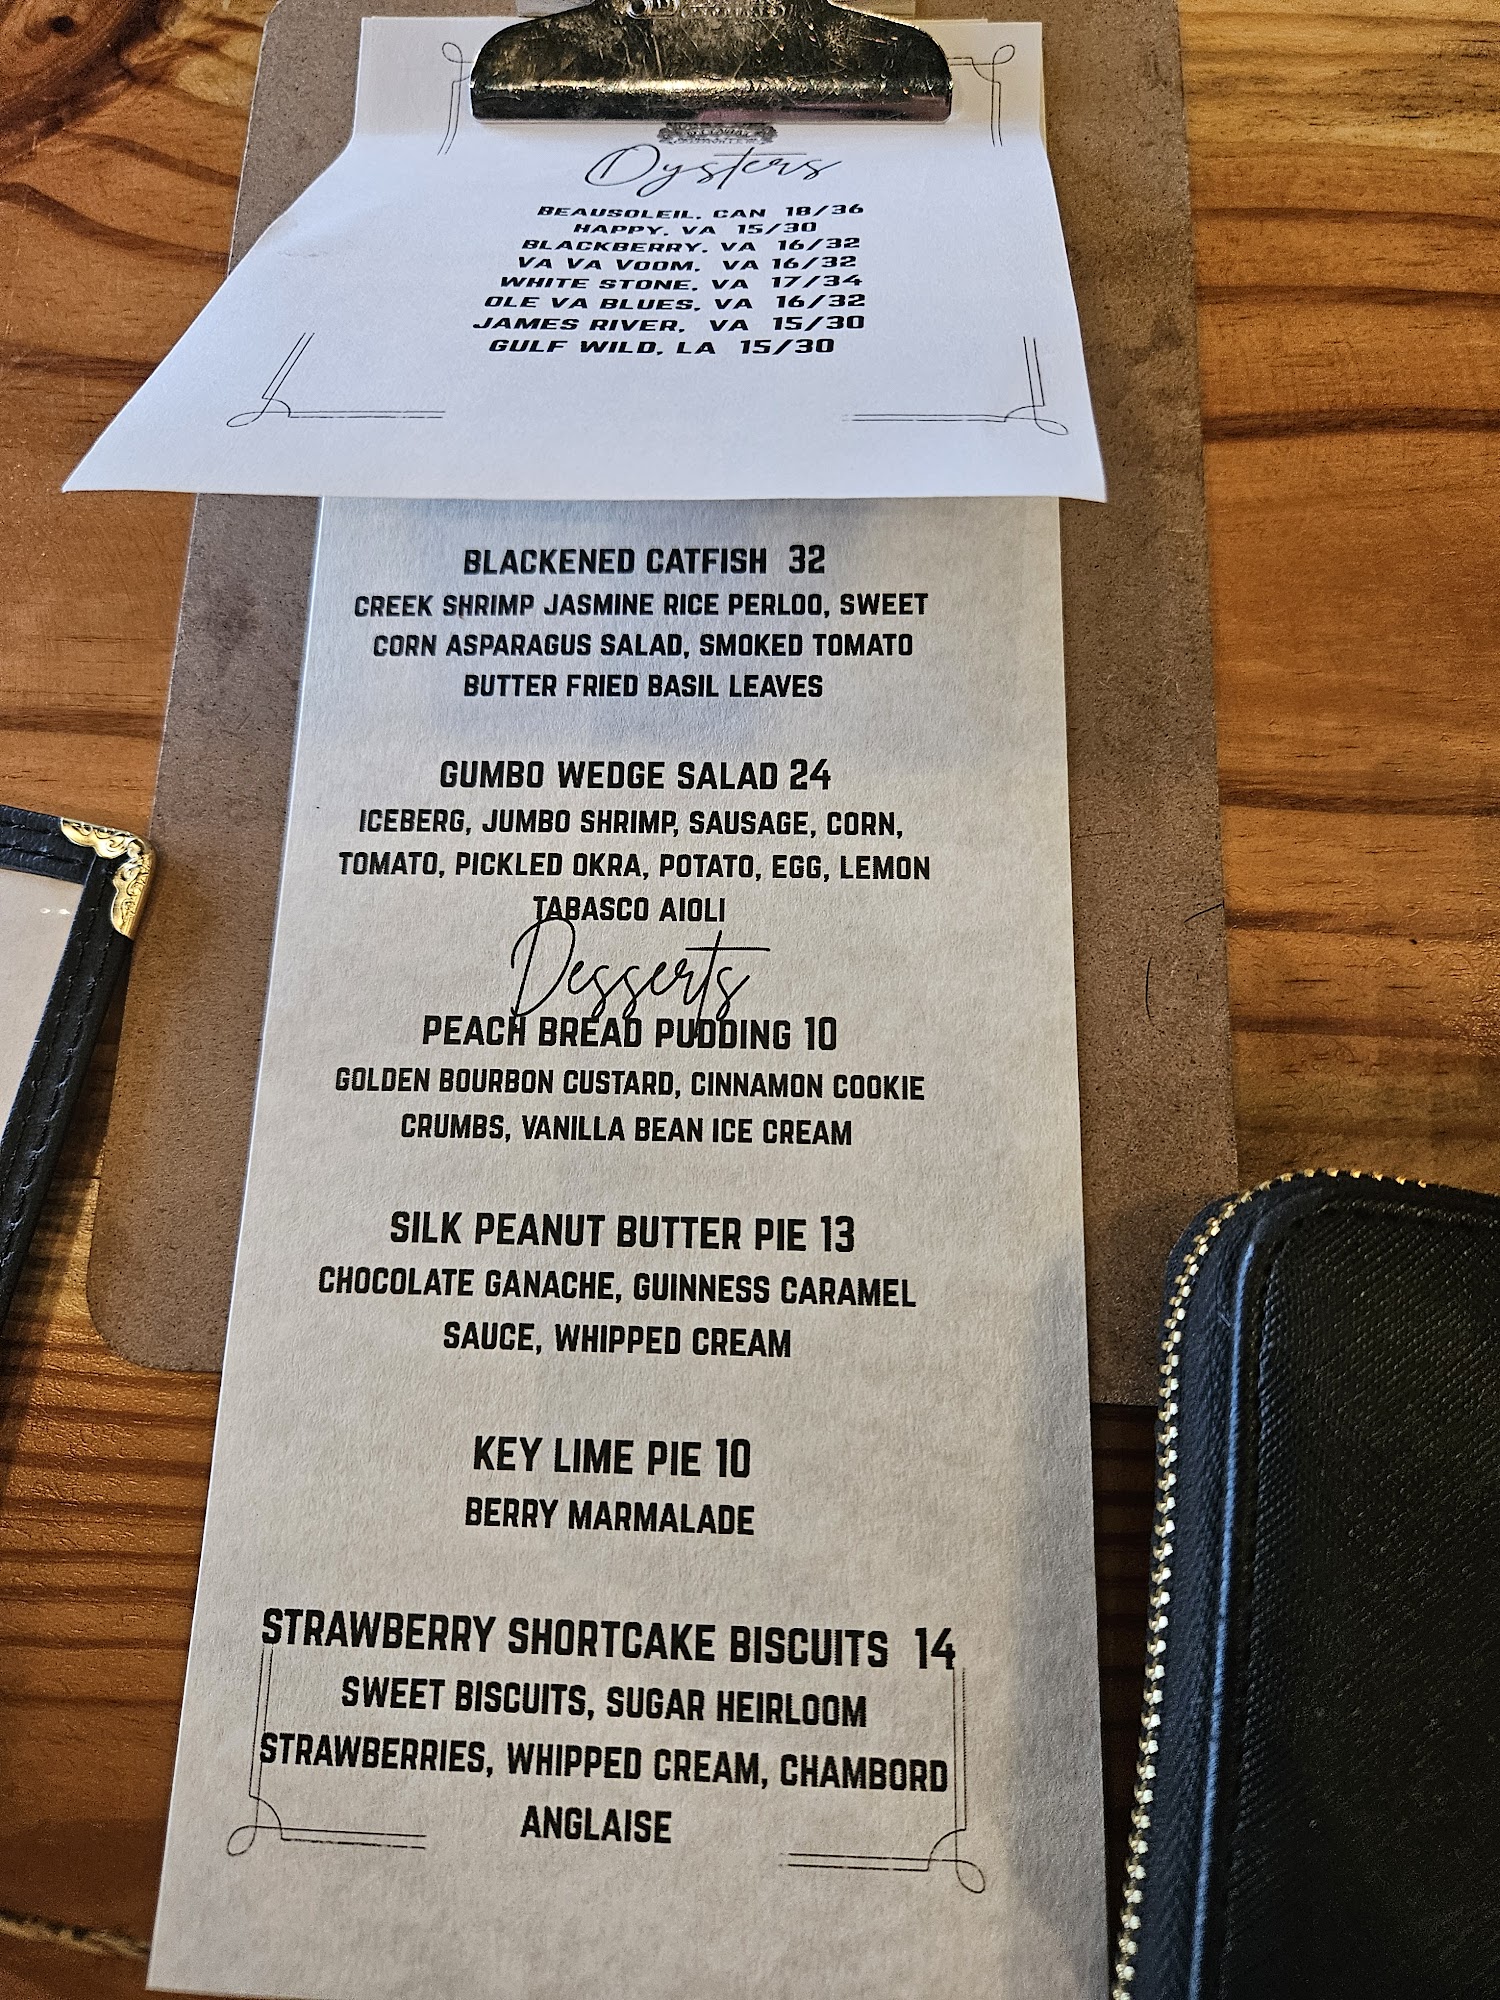 Oysters
BEAUSOLEIL, CAN 18/36
HAPPY, VA 15/30
BLACKBERRY, VA 16/32
VA VA VOOM, VA 16/32
WHITE STONE, VA 17/34
OLE VA BLUES, VA 16/32
JAMES RIVER, VA 15/30
GULF WILD, LA 15/30
BLACKENED CATFISH 32
CREEK SHRIMP JASMINE RICE PERLOO, SWEET
CORN ASPARAGUS SALAD, SMOKED TOMATO
BUTTER FRIED BASIL LEAVES
GUMBO WEDGE SALAD 24
ICEBERG, JUMBO SHRIMP, SAUSAGE, CORN,
TOMATO, PICKLED OKRA, POTATO, EGG, LEMON
TABASCO AIOLI
Desserts
PEACH BREAD PUDDING 10
GOLDEN BOURBON CUSTARD, CINNAMON COOKIE
CRUMBS, VANILLA BEAN ICE CREAM
SILK PEANUT BUTTER PIE 13
CHOCOLATE GANACHE, GUINNESS CARAMEL
SAUCE, WHIPPED CREAM
KEY LIME PIE 10
BERRY MARMALADE
STRAWBERRY SHORTCAKE BISCUITS 14
SWEET BISCUITS, SUGAR HEIRLOOM
STRAWBERRIES, WHIPPED CREAM, CHAMBORD
ANGLAISE